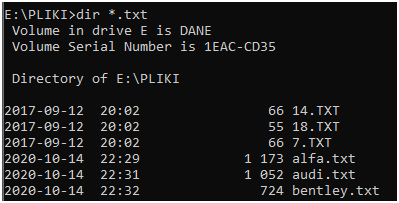 E:\PLIKI>dir *.txt
Volume in drive E is DANE
Volume Serial Number is 1EAC-CD35
Directory of E:\PLIKI
2017-09-12  20:02                66 14.TXT
2017-09-12  20:02                55 18.TXT
2017-09-12  20:02                66 7.TXT
2020-10-14  22:29             1 173 alfa.txt
2020-10-14  22:31             1 052 audi.txt
2020-10-14  22:32               724 bentley.txt